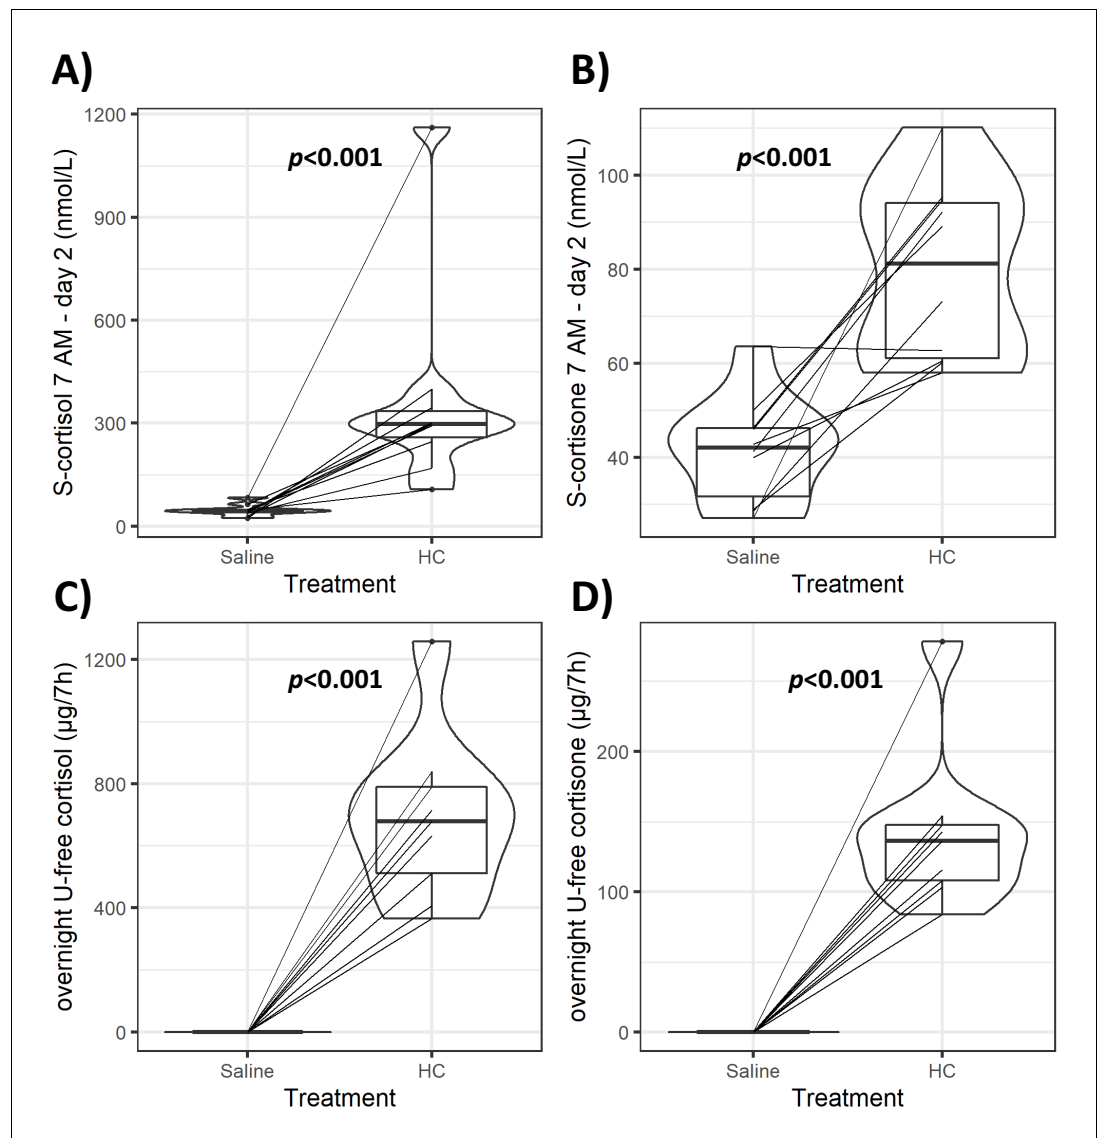 A)
B)
S-cortisol 7 AM - day 2 (nmol/L)
1200
900
600
300
0
p<0.001
Saline
HC
Treatment
S-cortisone 7 AM - day 2 (nmol/L)
100
80
60
40
p<0.001
Saline
HC
Treatment
C)
D)
overnight U-free cortisol (µg/7h)
1200
800
400
0
p<0.001
Saline
HC
Treatment
overnight U-free cortisone (µg/7h)
200
100
0
p<0.001
Saline
HC
Treatment